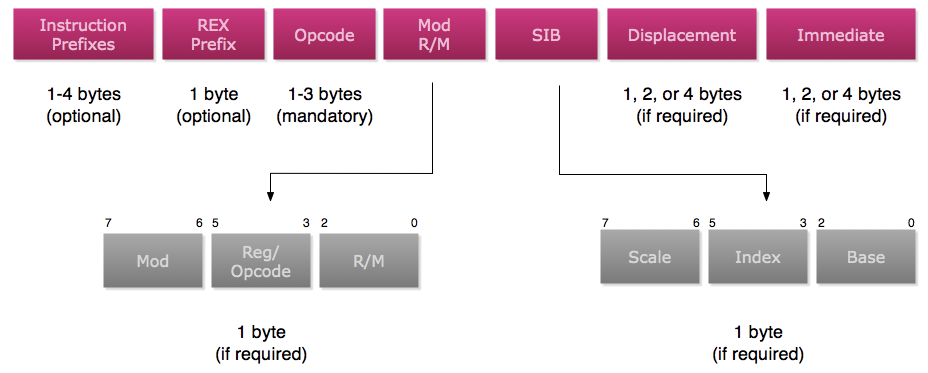 Instruction
Prefixes
REX
Prefix
Opcode
Mod
R/M
SIB
Displacement
Immediate
1-4 bytes
(optional)
1 byte
(optional)
1-3 bytes
(mandatory)
1, 2, or 4 bytes
(if required)
1, 2, or 4 bytes
(if required)
7 6 5 3 2 0
Mod
Reg/
Opcode
R/M
1 byte
(if required)
7 6 5 3 2 0
Scale
Index
Base
1 byte
(if required)